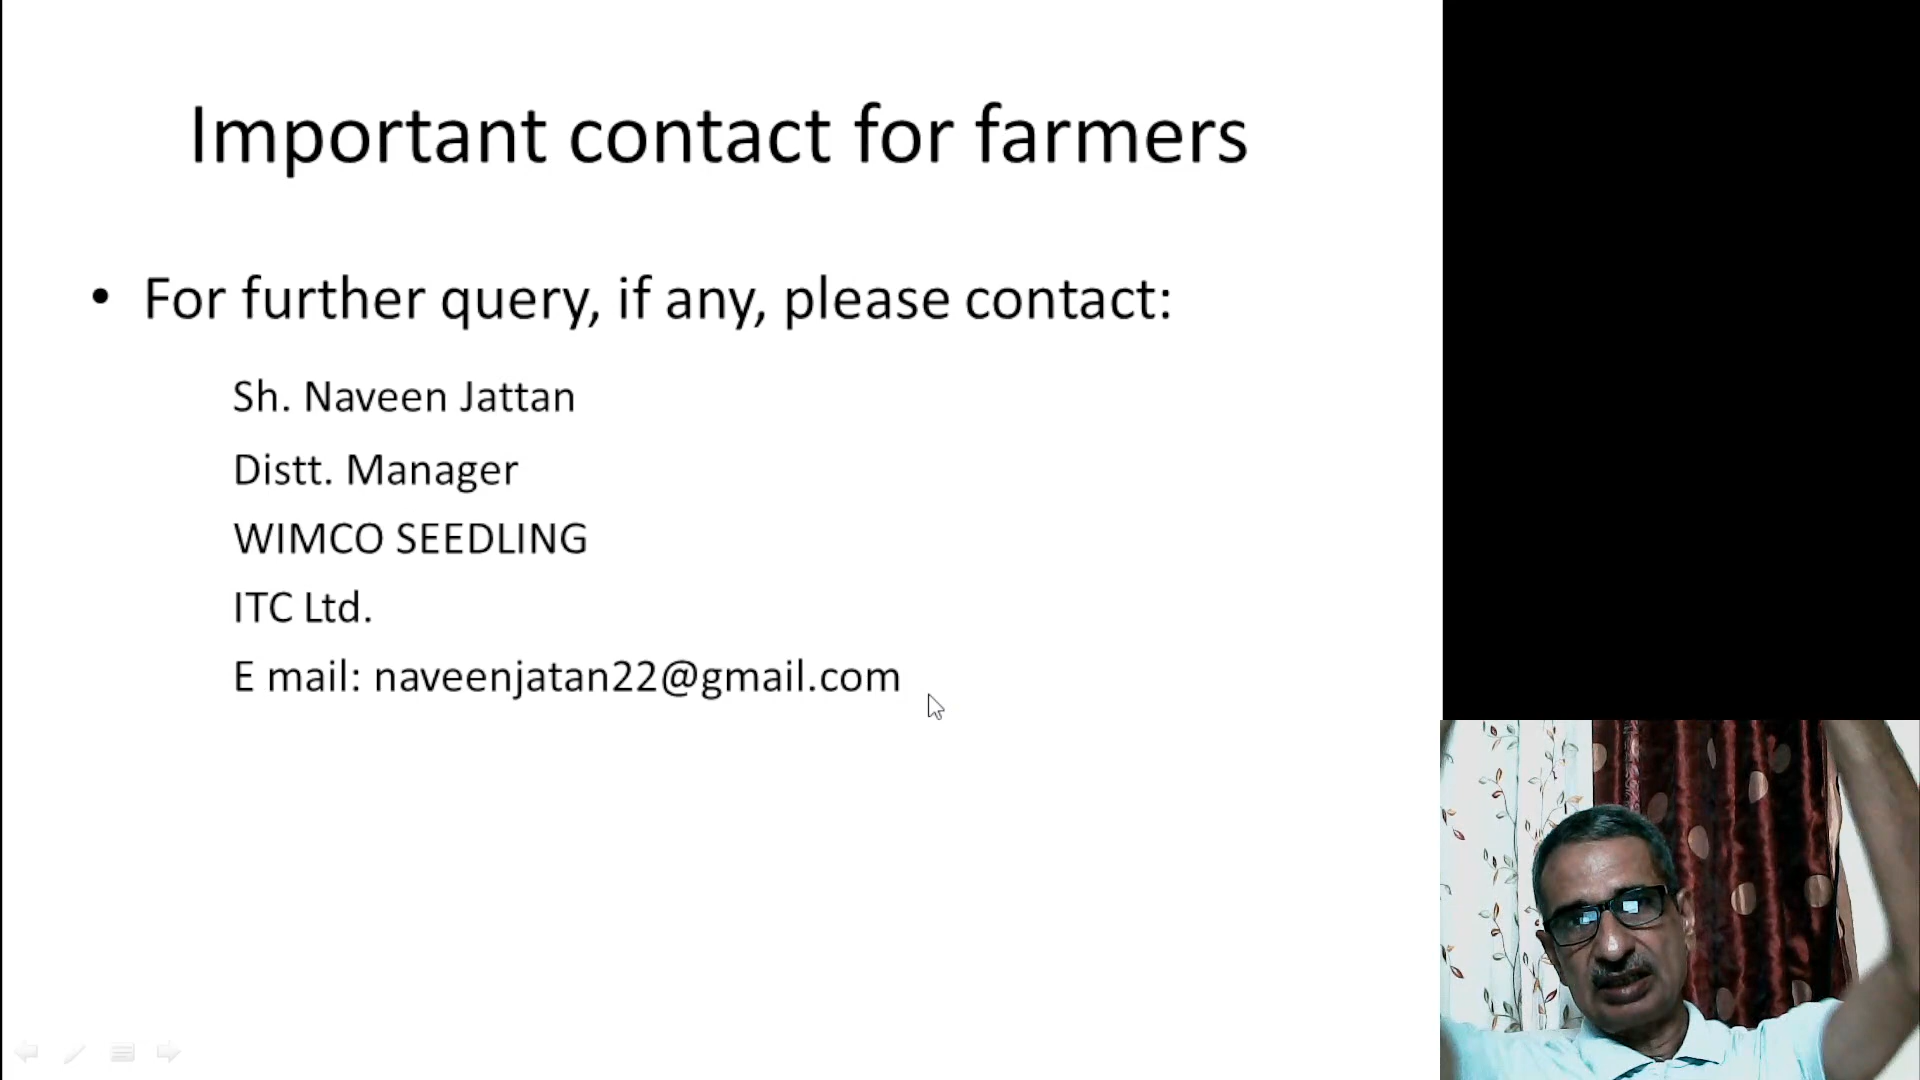 Important contact for farmers
• For further query, if any, please contact:
Sh. Naveen Jattan
Distt. Manager
WIMCO SEEDLING
ITC Ltd.
E mail: naveenjatan22@gmail.com